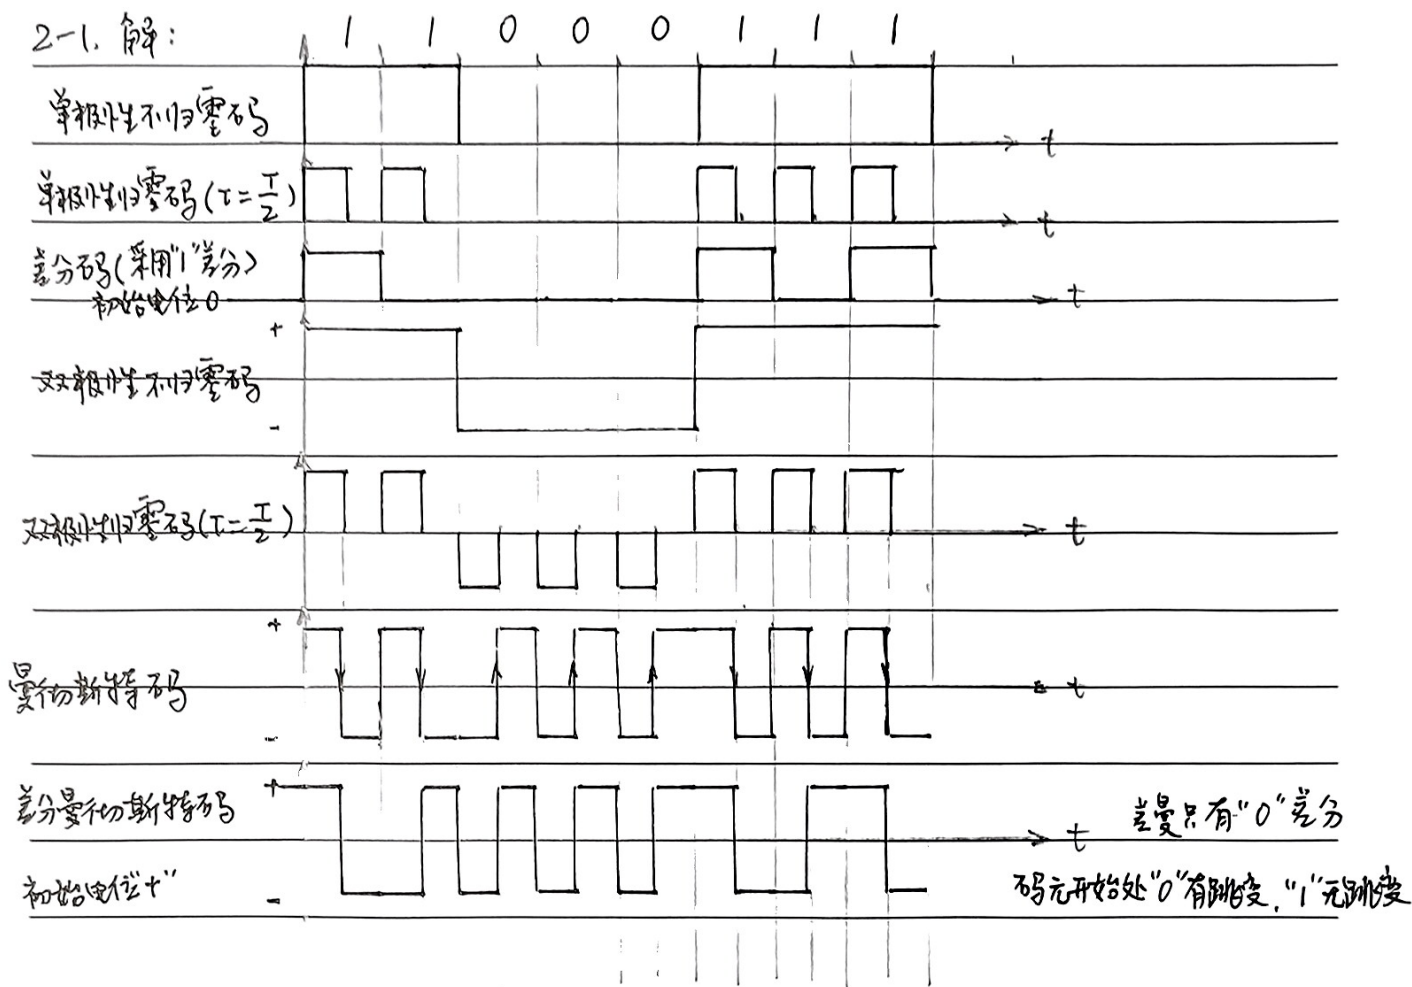 2-1. 解:
1 1 0 0 0 1 1 1
单极性不归零码
t
单极性归零码(τ=T/2)
t
差分码(采用"1"差分)
初始电位0
t
+
双极性不归零码
-
双极性归零码(τ=T/2)
t
+
曼彻斯特码
t
-
+
差分曼彻斯特码
差曼只有"0"差分
t
初始电位"+"
-
码元开始处"0"有跳变,"1"无跳变